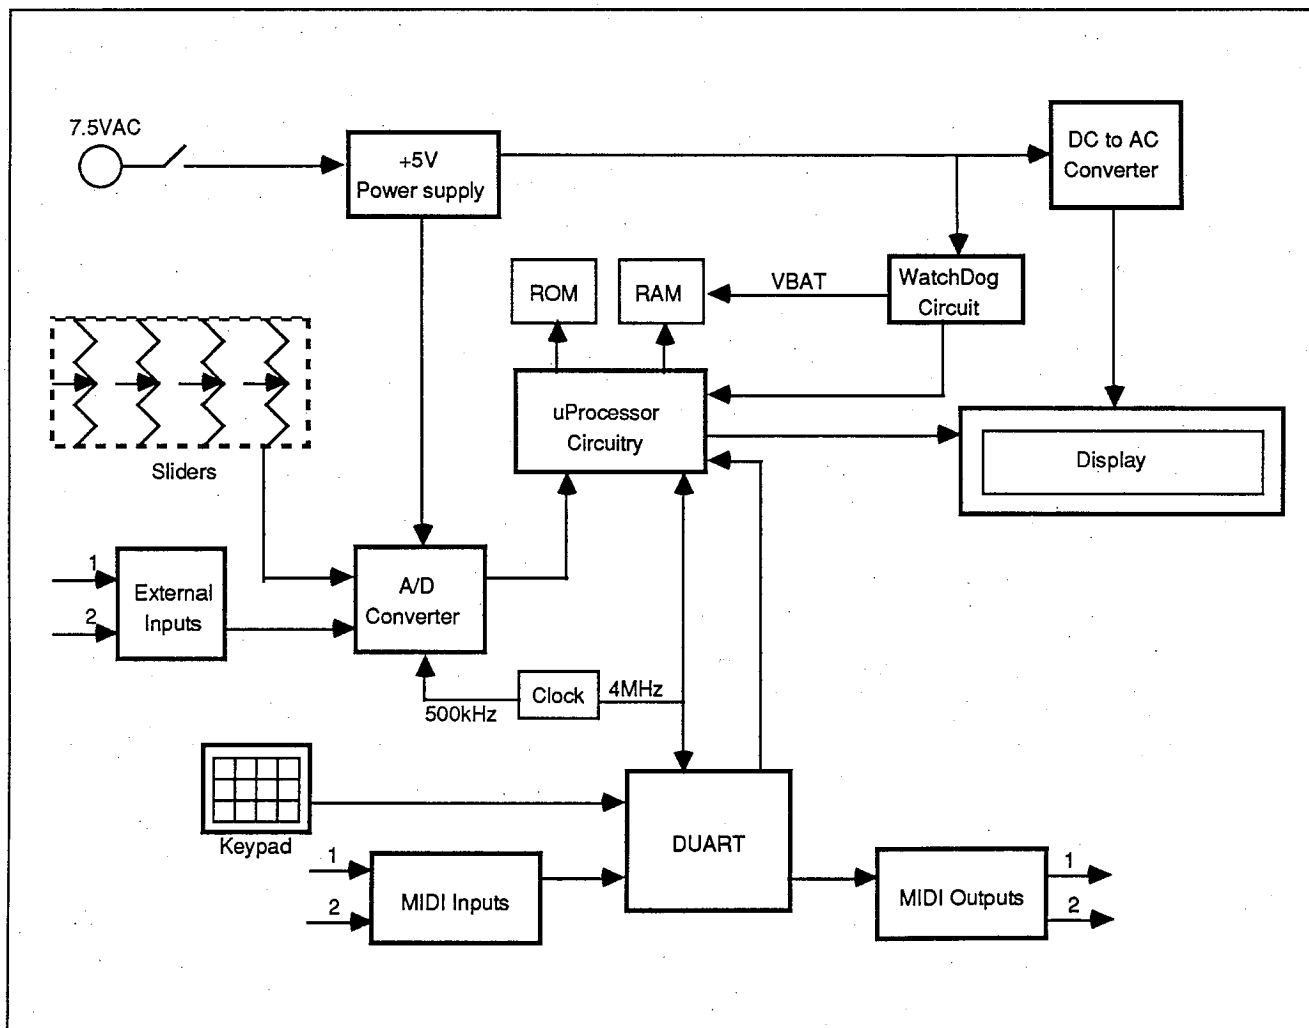 7.5VAC
+5V
Power supply
DC to AC
Converter
ROM
RAM
VBAT
WatchDog
Circuit
uProcessor
Circuitry
Display
Sliders
1
2
External
Inputs
A/D
Converter
500kHz
Clock
4MHz
Keypad
DUART
1
2
MIDI Inputs
MIDI Outputs
1
2